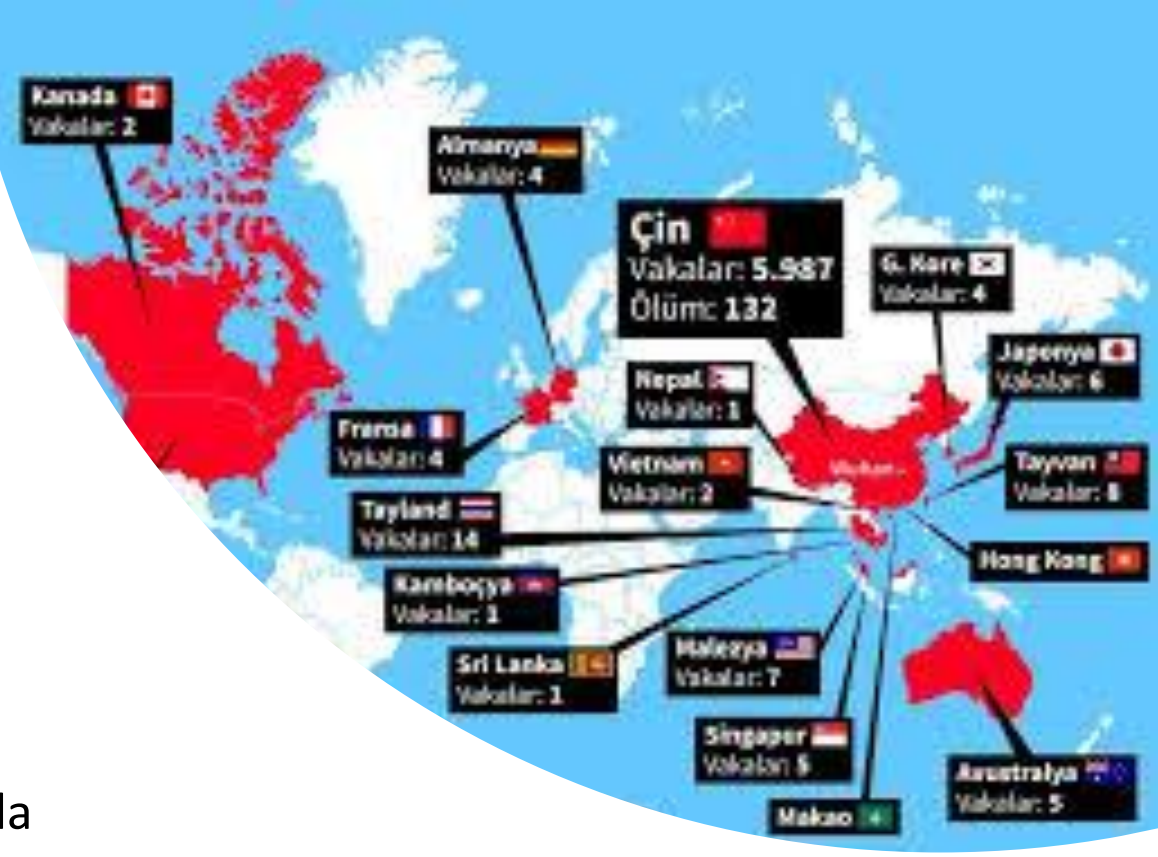 Kanada
Vakalar: 2
Almanya
Vakalar: 4
Çin
Vakalar: 5.987
Ölüm: 132
G. Kore
Vakalar: 4
Japonya
Vakalar: 6
Nepal
Vakalar: 1
Fransa
Vakalar: 4
Vietnam
Vakalar: 2
Wuhan
Tayvan
Vakalar: 8
Tayland
Vakalar: 14
Hong Kong
Kamboçya
Vakalar: 1
Sri Lanka
Vakalar: 1
Malezya
Vakalar: 7
Singapur
Vakalar: 5
Avustralya
Vakalar: 5
Makao
la